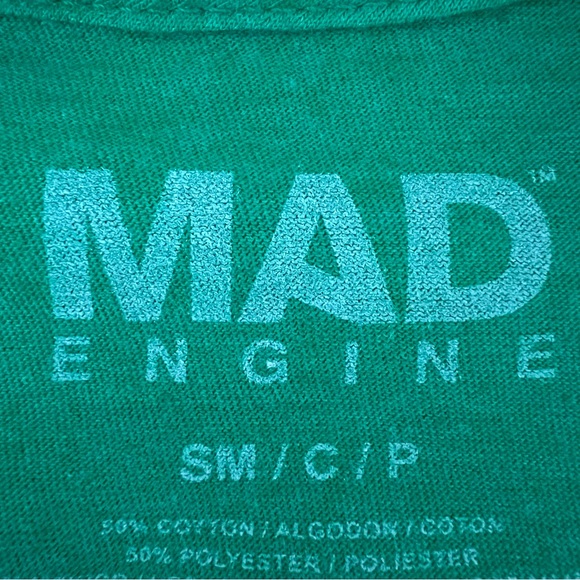 MAD™
ENGINE
SM / C / P
50% COTTON / ALGODON / COTON
50% POLYESTER / POLIESTER